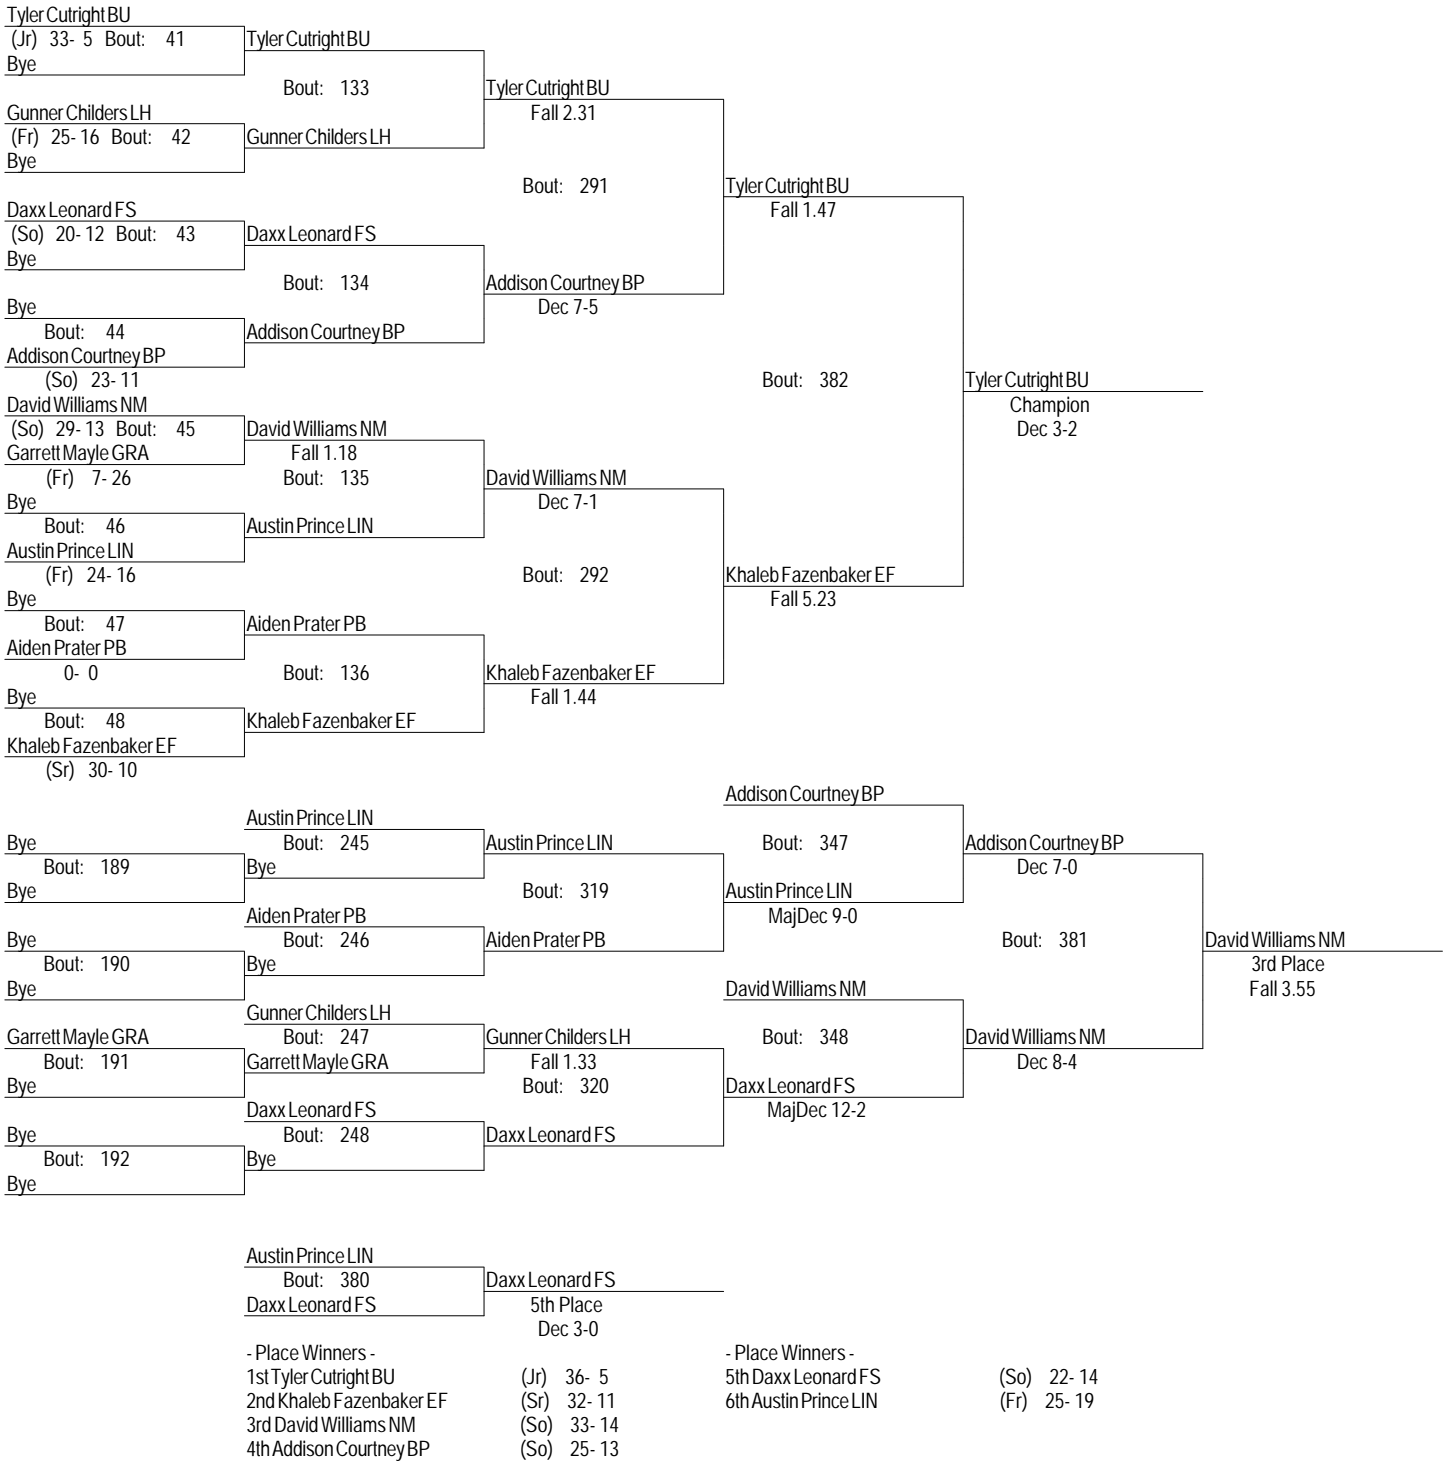 Tyler Cutright BU
(Jr) 33- 5 Bout: 41 Tyler Cutright BU
Bye
Bout: 133 Tyler Cutright BU
Gunner Childers LH Fall 2.31
(Fr) 25- 16 Bout: 42 Gunner Childers LH
Bye
Bout: 291 Tyler Cutright BU
Daxx Leonard FS Fall 1.47
(So) 20- 12 Bout: 43 Daxx Leonard FS
Bye
Bout: 134 Addison Courtney BP
Bye Dec 7-5
Bout: 44 Addison Courtney BP
Addison Courtney BP
(So) 23- 11 Bout: 382 Tyler Cutright BU
David Williams NM Champion
(So) 29- 13 Bout: 45 David Williams NM Dec 3-2
Garrett Mayle GRA Fall 1.18
(Fr) 7- 26 Bout: 135 David Williams NM
Bye Dec 7-1
Bout: 46 Austin Prince LIN
Austin Prince LIN
(Fr) 24- 16 Bout: 292 Khaleb Fazenbaker EF
Bye Fall 5.23
Bout: 47 Aiden Prater PB
Aiden Prater PB
0- 0 Bout: 136 Khaleb Fazenbaker EF
Bye Fall 1.44
Bout: 48 Khaleb Fazenbaker EF
Khaleb Fazenbaker EF
(Sr) 30- 10
Addison Courtney BP
Austin Prince LIN
Bye Bout: 245 Austin Prince LIN Bout: 347 Addison Courtney BP
Bout: 189 Bye Dec 7-0
Bye Bout: 319 Austin Prince LIN
Aiden Prater PB MajDec 9-0
Bye Bout: 246 Aiden Prater PB Bout: 381 David Williams NM
Bout: 190 Bye 3rd Place
Bye David Williams NM Fall 3.55
Gunner Childers LH
Garrett Mayle GRA Bout: 247 Gunner Childers LH Bout: 348 David Williams NM
Bout: 191 Garrett Mayle GRA Fall 1.33 Dec 8-4
Bye Bout: 320 Daxx Leonard FS
Daxx Leonard FS MajDec 12-2
Bye Bout: 248 Daxx Leonard FS
Bout: 192 Bye
Bye
Austin Prince LIN
Bout: 380 Daxx Leonard FS
Daxx Leonard FS 5th Place
Dec 3-0
- Place Winners - - Place Winners -
1st Tyler Cutright BU (Jr) 36- 5 5th Daxx Leonard FS (So) 22- 14
2nd Khaleb Fazenbaker EF (Sr) 32- 11 6th Austin Prince LIN (Fr) 25- 19
3rd David Williams NM (So) 33- 14
4th Addison Courtney BP (So) 25- 13